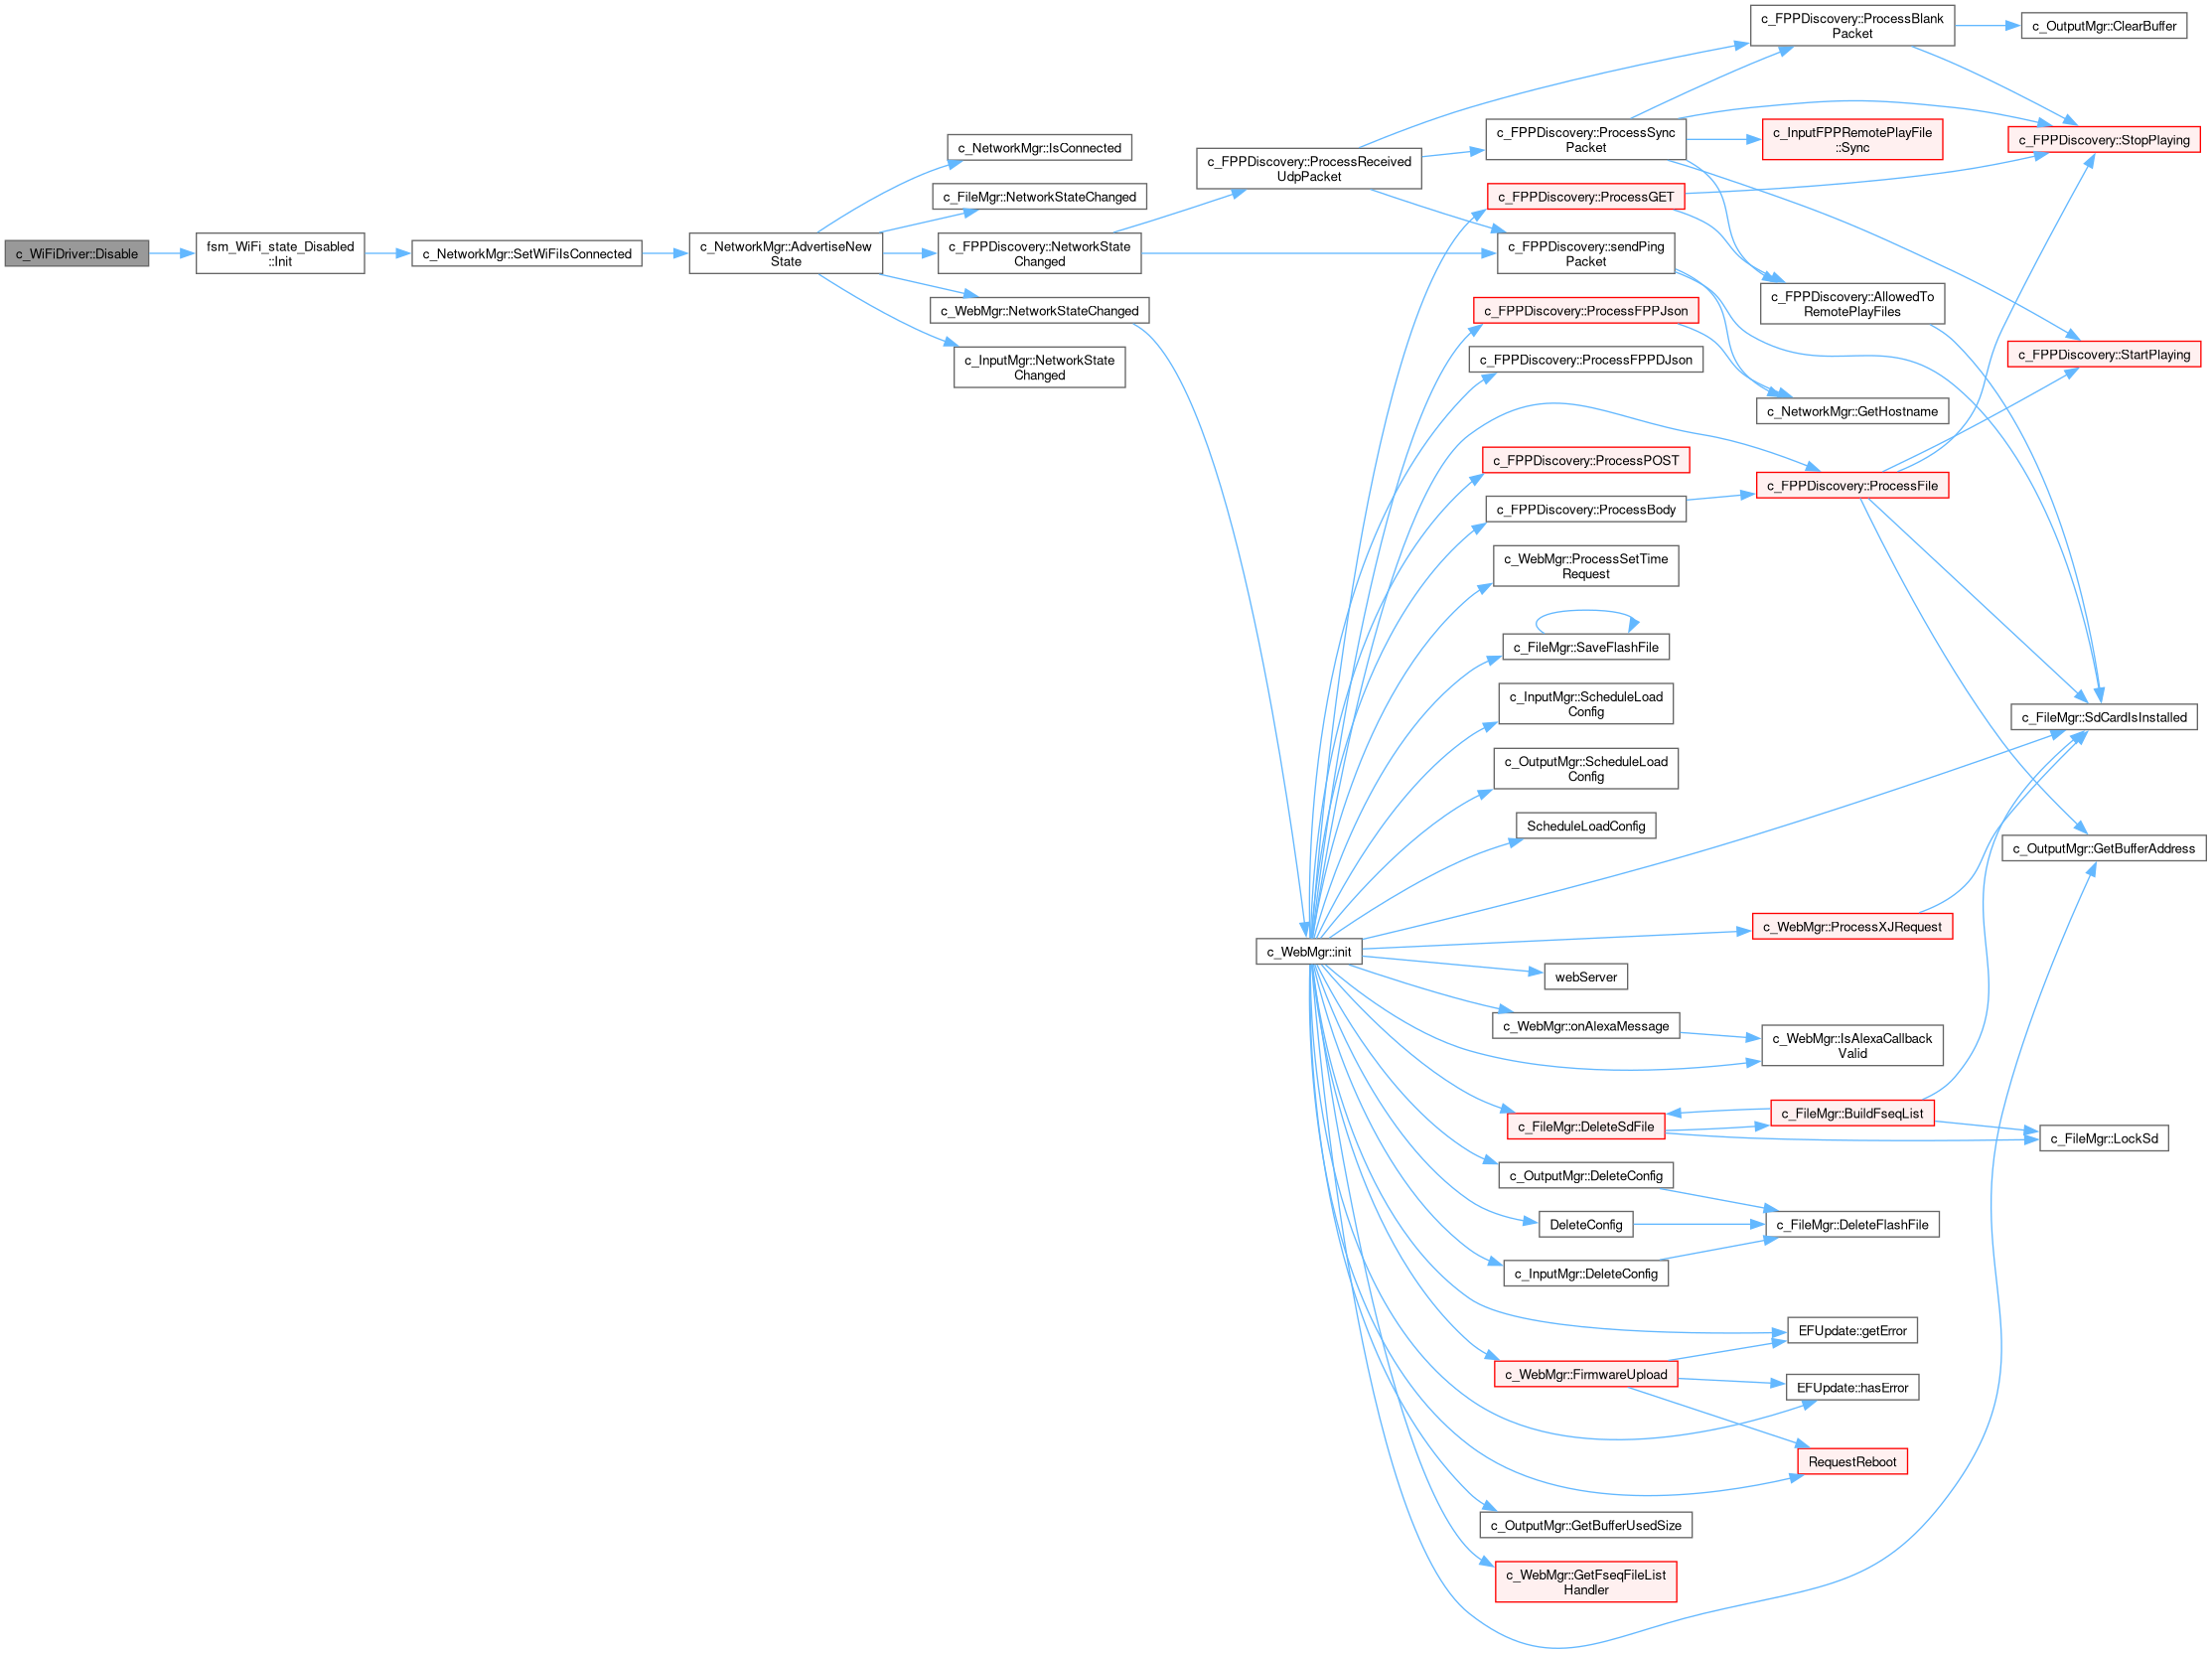 c_WiFiDriver::Disable
fsm_WiFi_state_Disabled
::Init
c_NetworkMgr::SetWiFiIsConnected
c_NetworkMgr::AdvertiseNew
State
c_NetworkMgr::IsConnected
c_FileMgr::NetworkStateChanged
c_FPPDiscovery::NetworkState
Changed
c_WebMgr::NetworkStateChanged
c_InputMgr::NetworkState
Changed
c_FPPDiscovery::ProcessReceived
UdpPacket
c_WebMgr::init
c_FPPDiscovery::ProcessSync
Packet
c_FPPDiscovery::ProcessGET
c_FPPDiscovery::sendPing
Packet
c_FPPDiscovery::ProcessFPPJson
c_FPPDiscovery::ProcessFPPDJson
c_FPPDiscovery::ProcessPOST
c_FPPDiscovery::ProcessBody
c_WebMgr::ProcessSetTime
Request
c_FileMgr::SaveFlashFile
c_InputMgr::ScheduleLoad
Config
c_OutputMgr::ScheduleLoad
Config
ScheduleLoadConfig
webServer
c_WebMgr::onAlexaMessage
c_FileMgr::DeleteSdFile
c_OutputMgr::DeleteConfig
DeleteConfig
c_InputMgr::DeleteConfig
c_WebMgr::FirmwareUpload
c_OutputMgr::GetBufferUsedSize
c_WebMgr::GetFseqFileList
Handler
c_FPPDiscovery::ProcessBlank
Packet
c_InputFPPRemotePlayFile
::Sync
c_FPPDiscovery::AllowedTo
RemotePlayFiles
c_NetworkMgr::GetHostname
c_FPPDiscovery::ProcessFile
c_WebMgr::ProcessXJRequest
c_WebMgr::IsAlexaCallback
Valid
c_FileMgr::BuildFseqList
c_FileMgr::DeleteFlashFile
EFUpdate::getError
EFUpdate::hasError
RequestReboot
c_OutputMgr::ClearBuffer
c_FPPDiscovery::StopPlaying
c_FPPDiscovery::StartPlaying
c_FileMgr::SdCardIsInstalled
c_OutputMgr::GetBufferAddress
c_FileMgr::LockSd